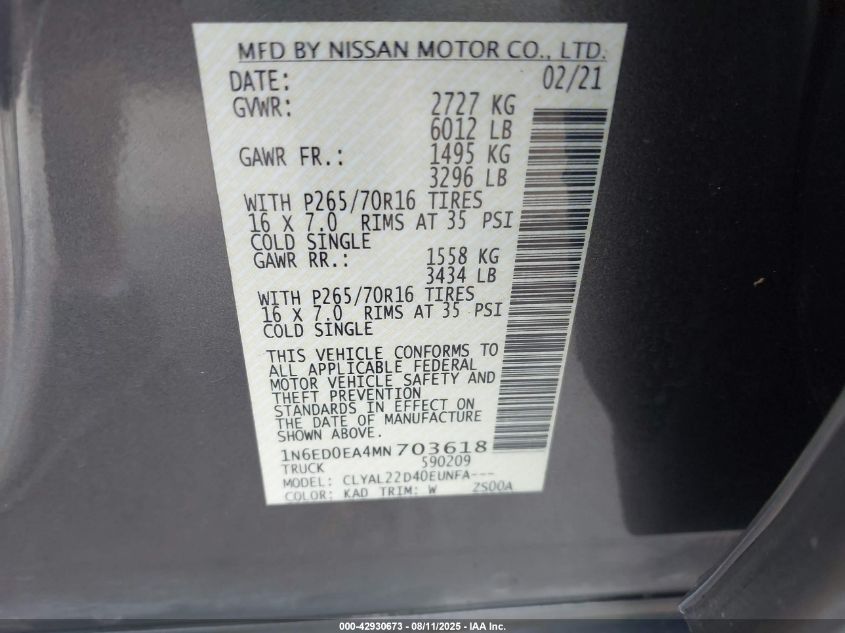 MFD BY NISSAN MOTOR CO., LTD.
DATE: 02/21
GVWR: 2727 KG
6012 LB
GAWR FR.: 1495 KG
3296 LB
WITH P265/70R16 TIRES
16 X 7.0 RIMS AT 35 PSI
COLD SINGLE
GAWR RR.: 1558 KG
3434 LB
WITH P265/70R16 TIRES
16 X 7.0 RIMS AT 35 PSI
COLD SINGLE
THIS VEHICLE CONFORMS TO
ALL APPLICABLE FEDERAL
MOTOR VEHICLE SAFETY AND
THEFT PREVENTION
STANDARDS IN EFFECT ON
THE DATE OF MANUFACTURE
SHOWN ABOVE.
1N6ED0EA4MN703618
TRUCK 590209
MODEL: CLYAL22D40EUNFA---
COLOR: KAD TRIM: W ZS00A
000-42930673 - 08/11/2025 - IAA Inc.